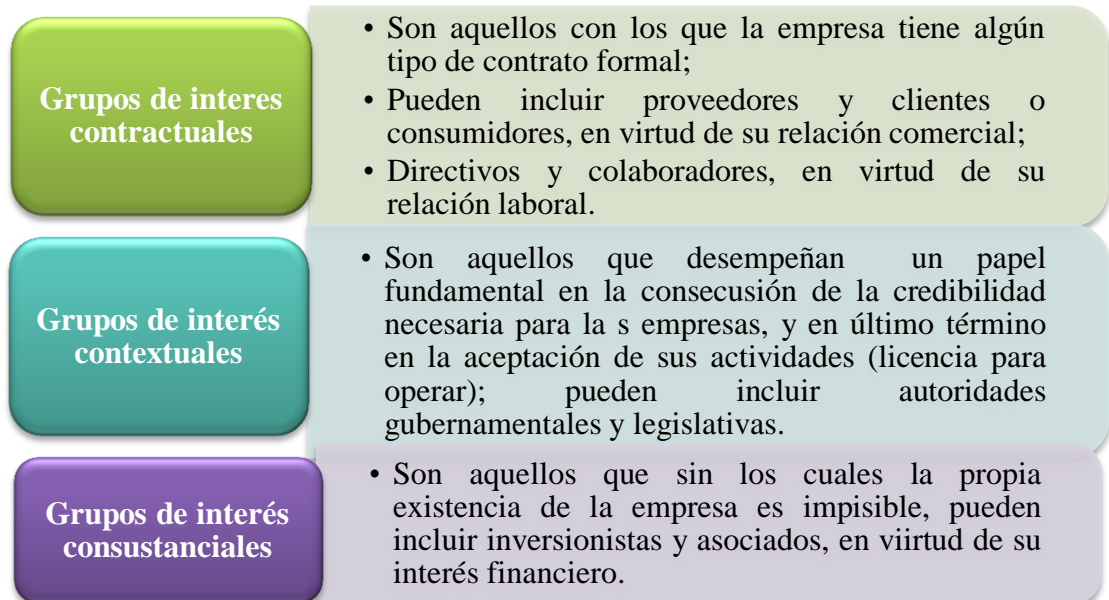 Grupos de interes
contractuales
• Son aquellos con los que la empresa tiene algún
tipo de contrato formal;
• Pueden incluir proveedores y clientes o
consumidores, en virtud de su relación comercial;
• Directivos y colaboradores, en virtud de su
relación laboral.
Grupos de interés
contextuales
• Son aquellos que desempeñan un papel
fundamental en la consecusión de la credibilidad
necesaria para la s empresas, y en último término
en la aceptación de sus actividades (licencia para
operar); pueden incluir autoridades
gubernamentales y legislativas.
Grupos de interés
consustanciales
• Son aquellos que sin los cuales la propia
existencia de la empresa es impisible, pueden
incluir inversionistas y asociados, en viirtud de su
interés financiero.